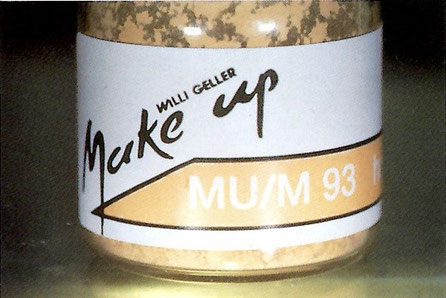 WILLI GELLER
Make up
MU/M 93 h